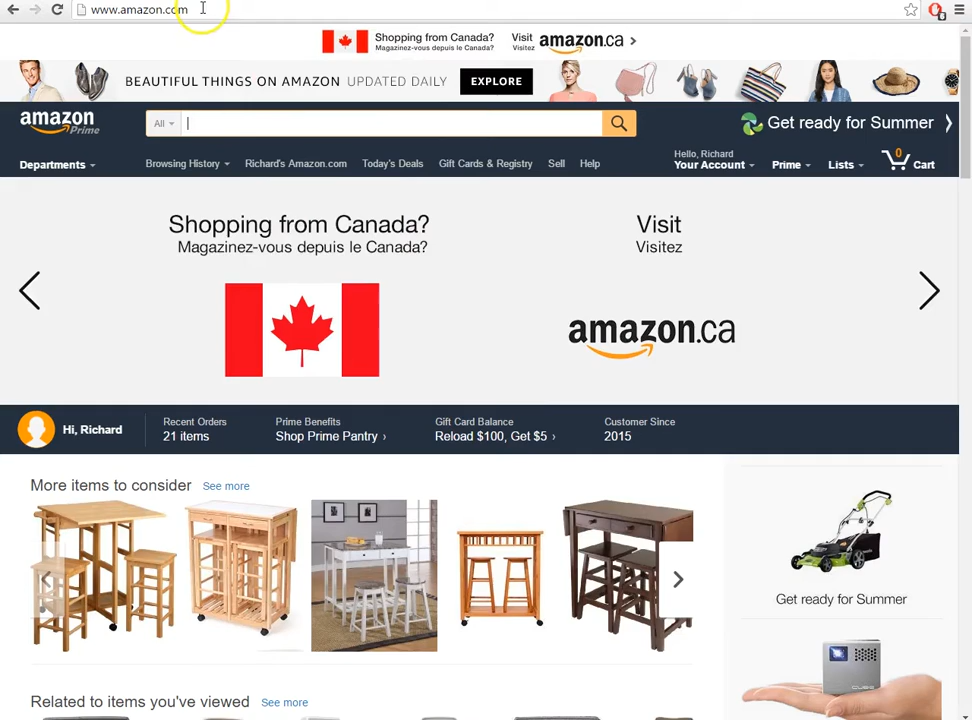 www.amazon.com
Shopping from Canada? Visit amazon.ca
Magazinez-vous depuis le Canada? Visitez
BEAUTIFUL THINGS ON AMAZON UPDATED DAILY EXPLORE
amazon Prime
All
Get ready for Summer
Departments
Browsing History Richard's Amazon.com Today's Deals Gift Cards & Registry Sell Help
Hello, Richard
Your Account Prime Lists 0 Cart
Shopping from Canada? Visit
Magazinez-vous depuis le Canada? Visitez
amazon.ca
Hi, Richard
Recent Orders Prime Benefits Gift Card Balance Customer Since
21 items Shop Prime Pantry › Reload $100, Get $5 › 2015
More items to consider See more
Get ready for Summer
CUBE
Related to items you've viewed See more